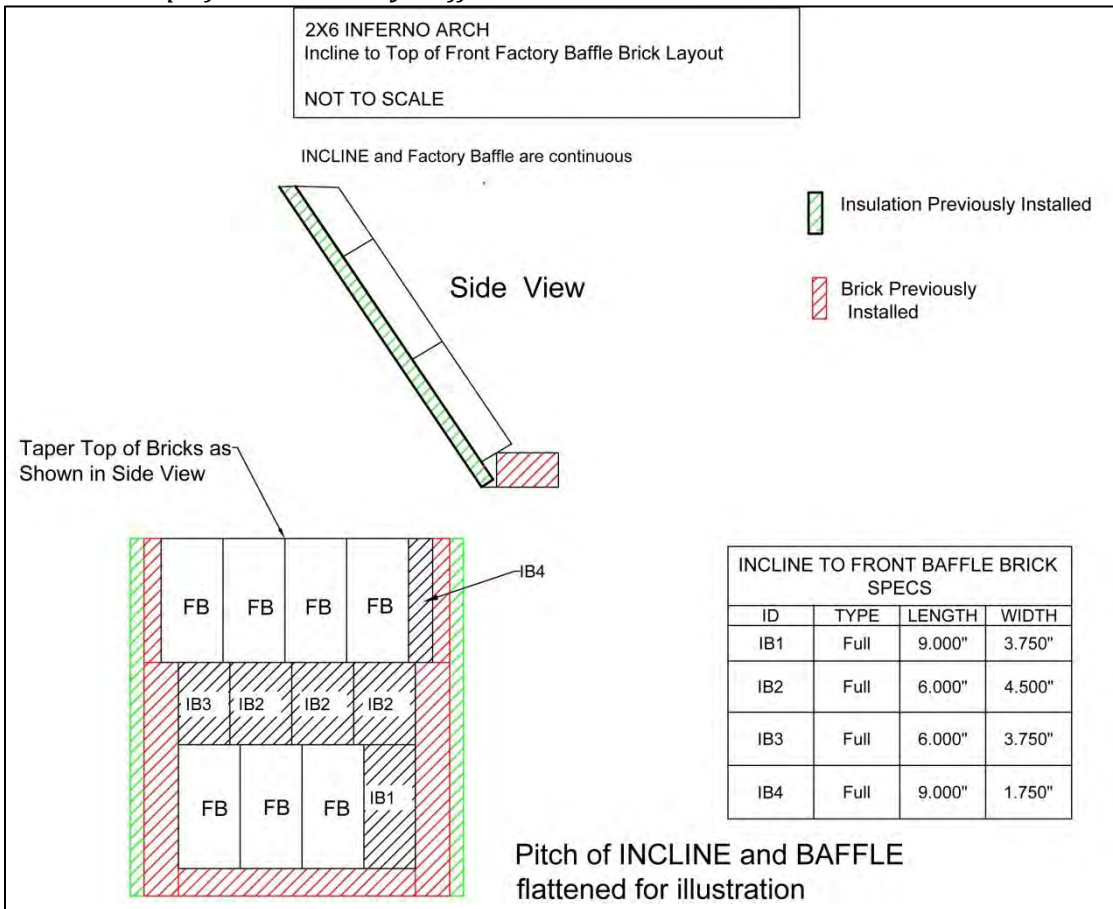 2X6 INFERNO ARCH
Incline to Top of Front Factory Baffle Brick Layout
NOT TO SCALE
INCLINE and Factory Baffle are continuous
Insulation Previously Installed
Side View
Brick Previously
Installed
Taper Top of Bricks as
Shown in Side View
IB4
FB FB FB FB
IB3 IB2 IB2 IB2
FB FB FB IB1
INCLINE TO FRONT BAFFLE BRICK
SPECS
ID TYPE LENGTH WIDTH
IB1 Full 9.000" 3.750"
IB2 Full 6.000" 4.500"
IB3 Full 6.000" 3.750"
IB4 Full 9.000" 1.750"
Pitch of INCLINE and BAFFLE
flattened for illustration